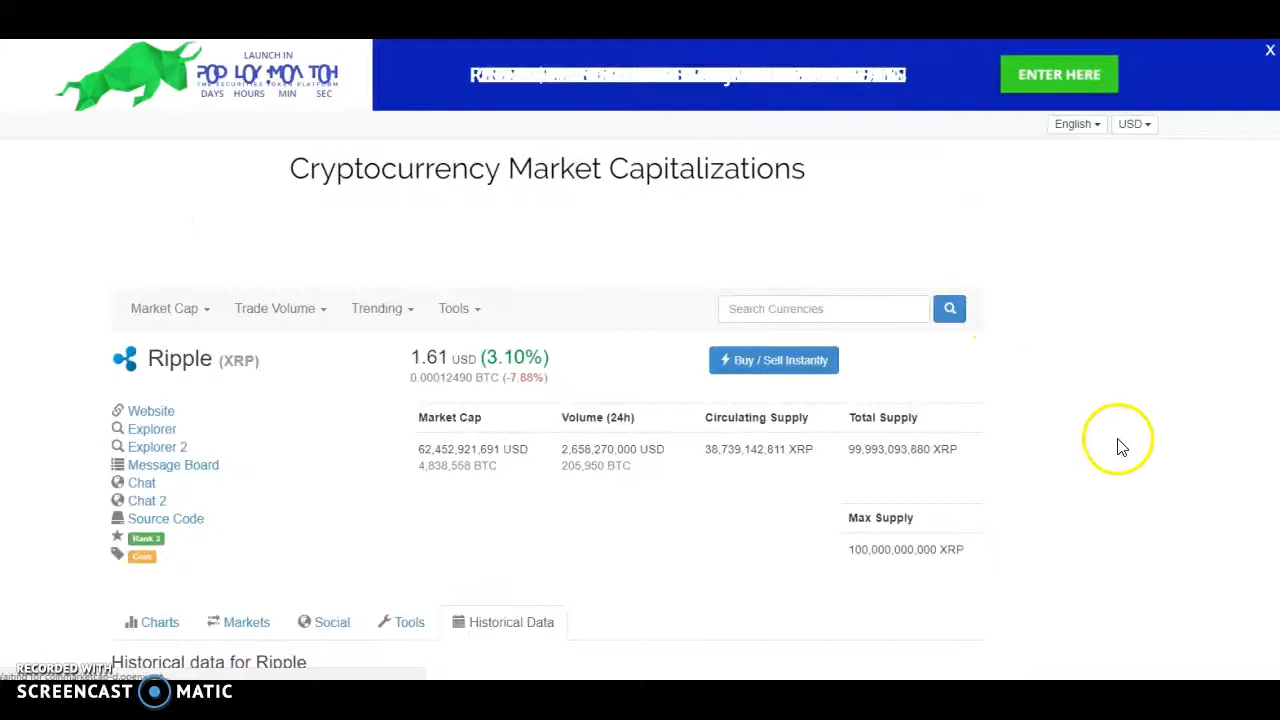 LAUNCH IN
THE SECURITIES TOKEN PLATFORM
DAYS HOURS MIN SEC
ENTER HERE
X
English
USD
Cryptocurrency Market Capitalizations
Market Cap Trade Volume Trending Tools
Search Currencies
Ripple (XRP)
1.61 USD (3.10%)
0.00012490 BTC (-7.88%)
Buy / Sell Instantly
Website
Explorer
Explorer 2
Message Board
Chat
Chat 2
Source Code
Rank 3
Coin
Market Cap Volume (24h) Circulating Supply Total Supply
62,452,921,691 USD 2,658,270,000 USD 38,739,142,811 XRP 99,993,093,880 XRP
4,838,558 BTC 205,950 BTC
Max Supply
100,000,000,000 XRP
Charts Markets Social Tools Historical Data
Historical data for Ripple
RECORDED WITH
SCREENCAST MATIC